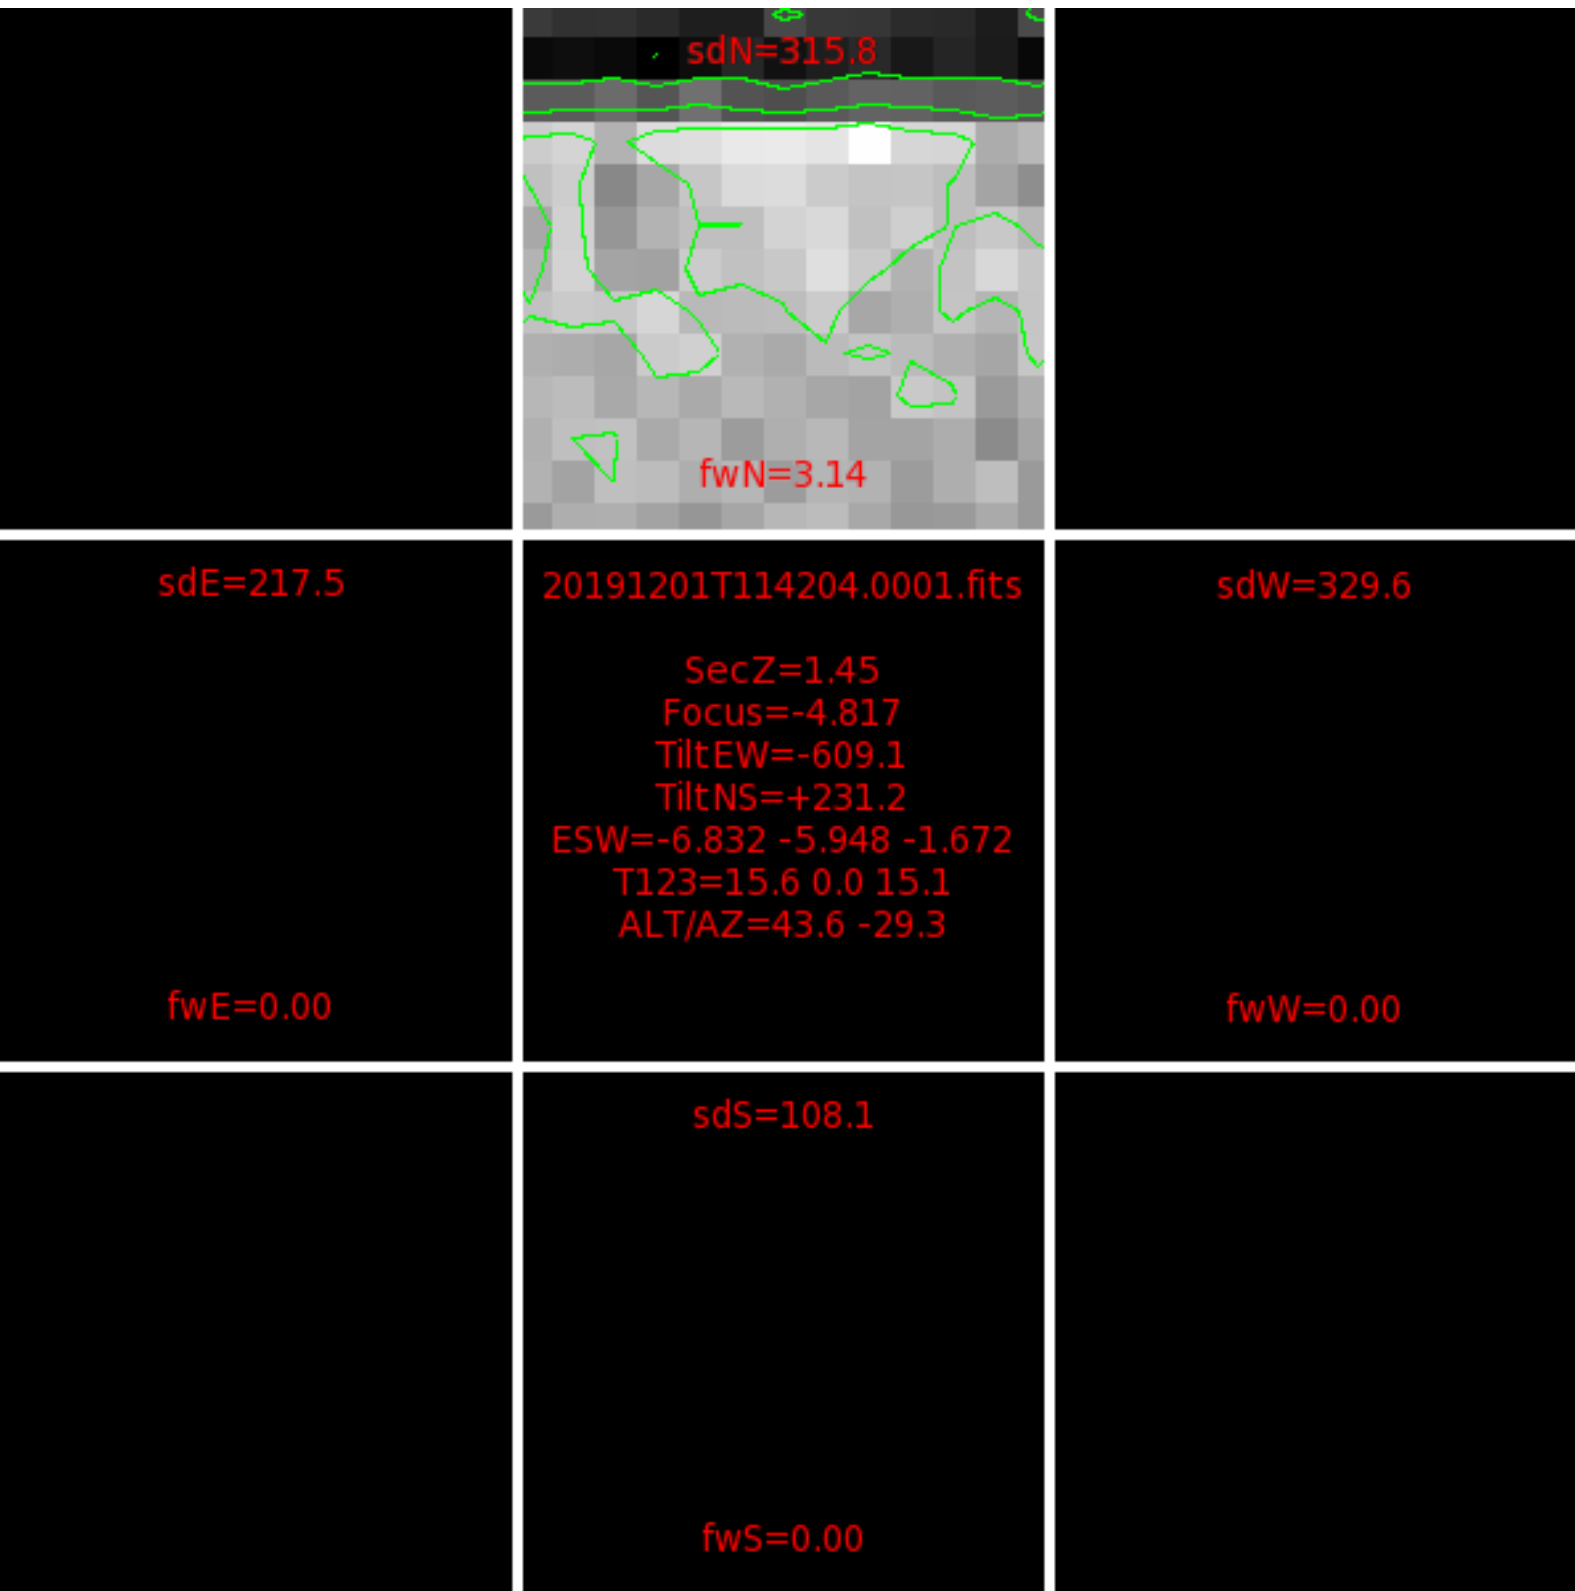 sdN=315.8
fwN=3.14
sdE=217.5
20191201T114204.0001.fits
sdW=329.6
SecZ=1.45
Focus=-4.817
TiltEW=-609.1
TiltNS=+231.2
ESW=-6.832 -5.948 -1.672
T123=15.6 0.0 15.1
ALT/AZ=43.6 -29.3
fwE=0.00
fwW=0.00
sdS=108.1
fwS=0.00